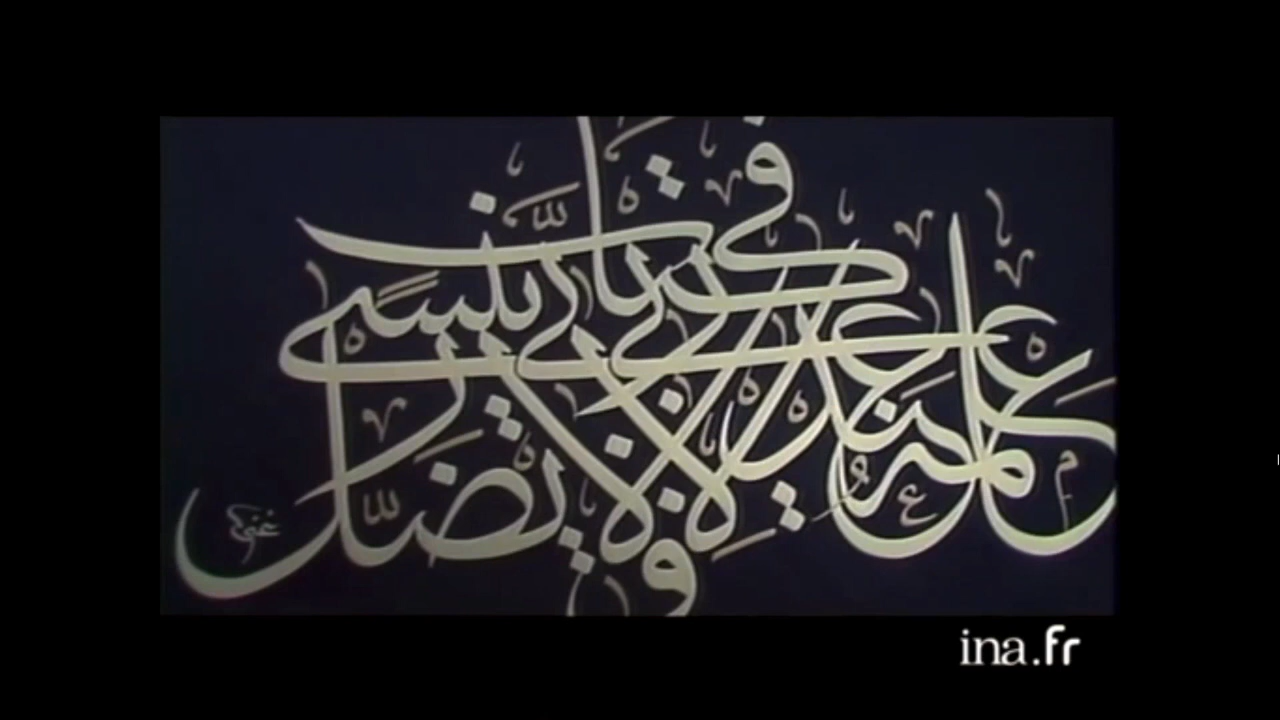 علمها عند ربي في كتاب لا يضل ربي ولا ينسى
ina.fr